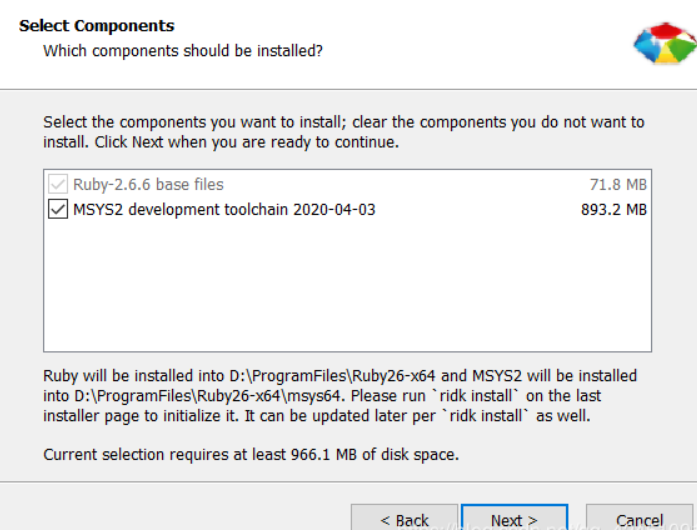 Select Components
Which components should be installed?
Select the components you want to install; clear the components you do not want to
install. Click Next when you are ready to continue.
Ruby-2.6.6 base files 71.8 MB
MSYS2 development toolchain 2020-04-03 893.2 MB
Ruby will be installed into D:\ProgramFiles\Ruby26-x64 and MSYS2 will be installed
into D:\ProgramFiles\Ruby26-x64\msys64. Please run `ridk install` on the last
installer page to initialize it. It can be updated later per `ridk install` as well.
Current selection requires at least 966.1 MB of disk space.
< Back Next > Cancel